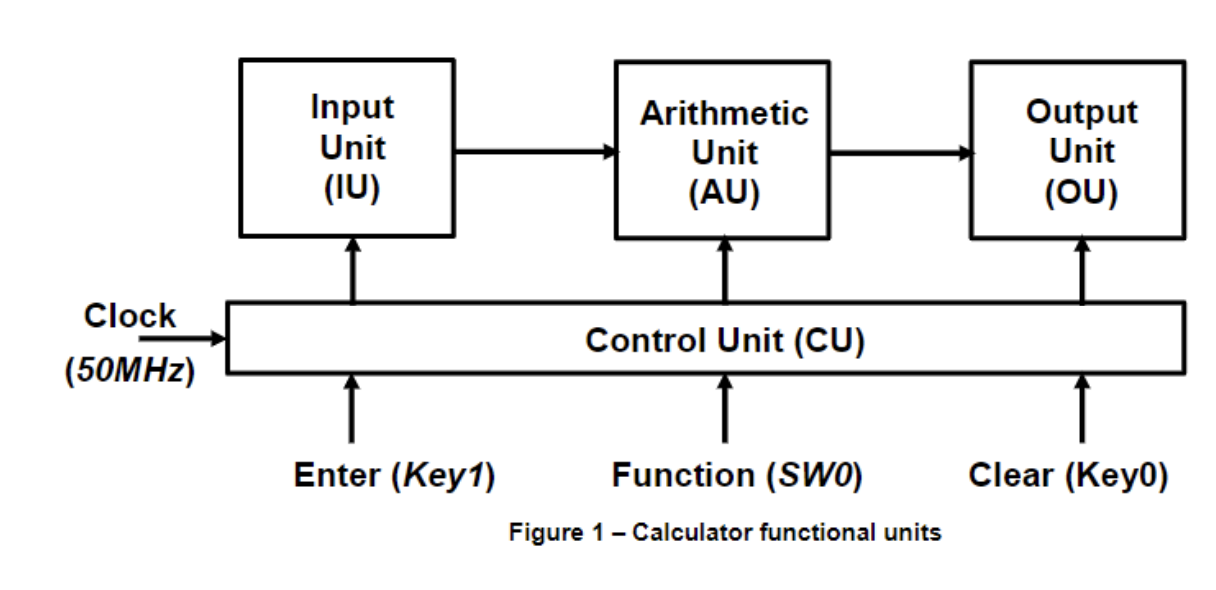 Input
Unit
(IU)
Arithmetic
Unit
(AU)
Output
Unit
(OU)
Clock
(50MHz)
Control Unit (CU)
Enter (Key1)
Function (SW0)
Clear (Key0)
Figure 1 – Calculator functional units